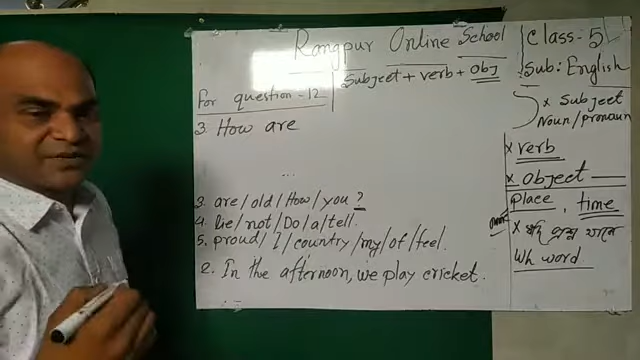 Rangpur Online School
Class-5
Sub: English
Subject + verb + Obj
For question - 12
3. How are
...
3. are/old/How/you ?
4. lie/not/Do/a/tell.
5. proud/I/country/my/of/feel.
2. In the afternoon, we play cricket.
x Subject
Noun/pronoun
x verb
x object
Place, time
x যদি প্রশ্ন থাকে
Wh word